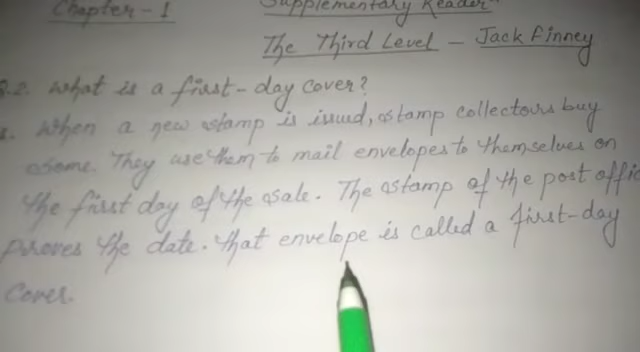 Chapter-1 Supplementary Reader
The Third Level - Jack Finney
Q.2. What is a first-day cover?
s. When a new stamp is issued, stamp collectors buy
some. They use them to mail envelopes to themselves on
the first day of the sale. The stamp of the post offic
proves the date. That envelope is called a first-day
cover.